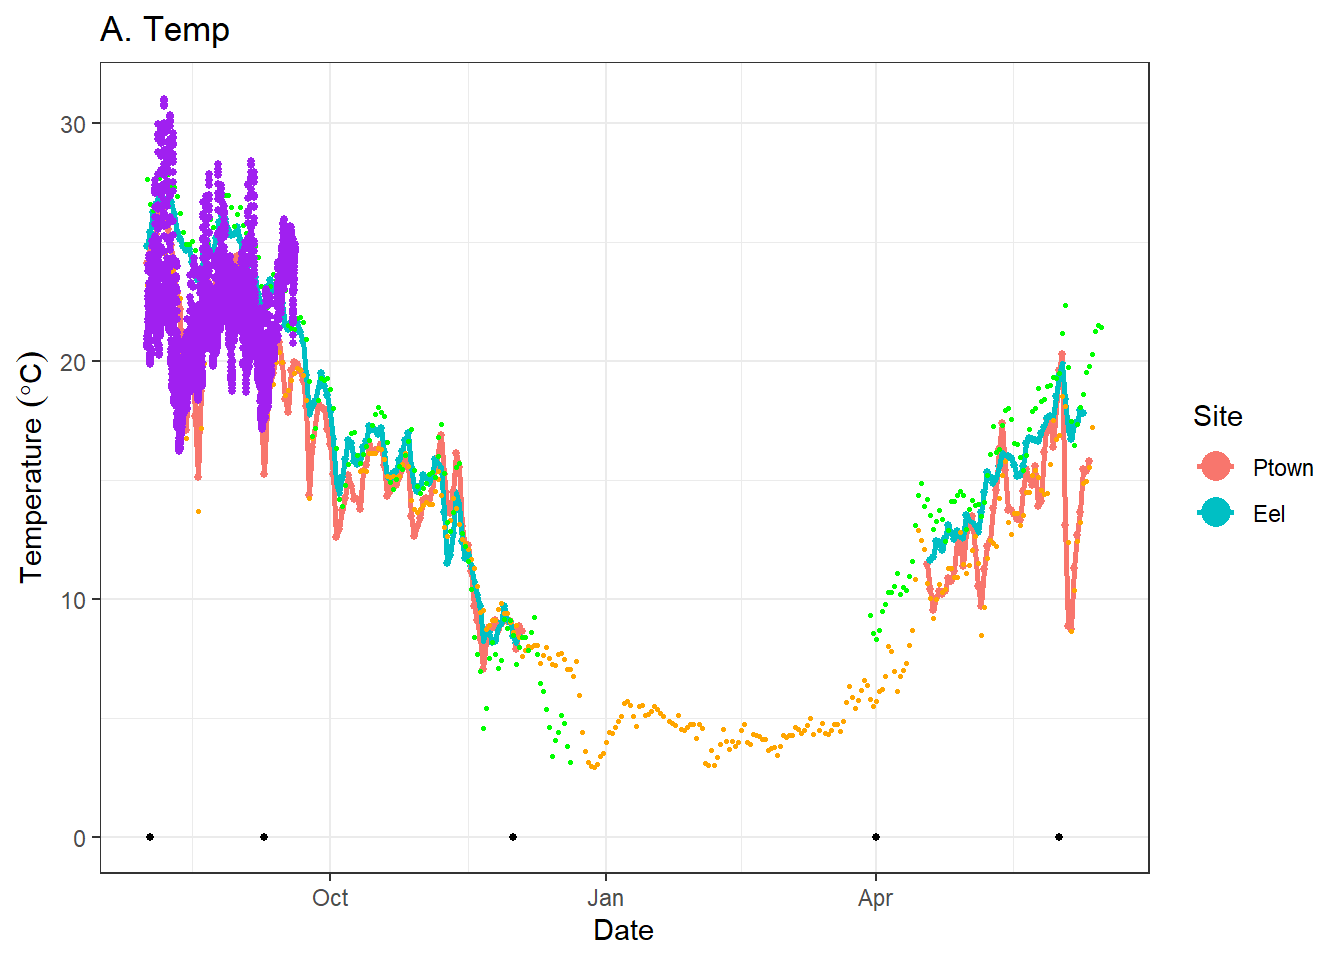 A. Temp
30
20
10
0
Temperature (°C)
Oct
Jan
Apr
Date
Site
Ptown
Eel